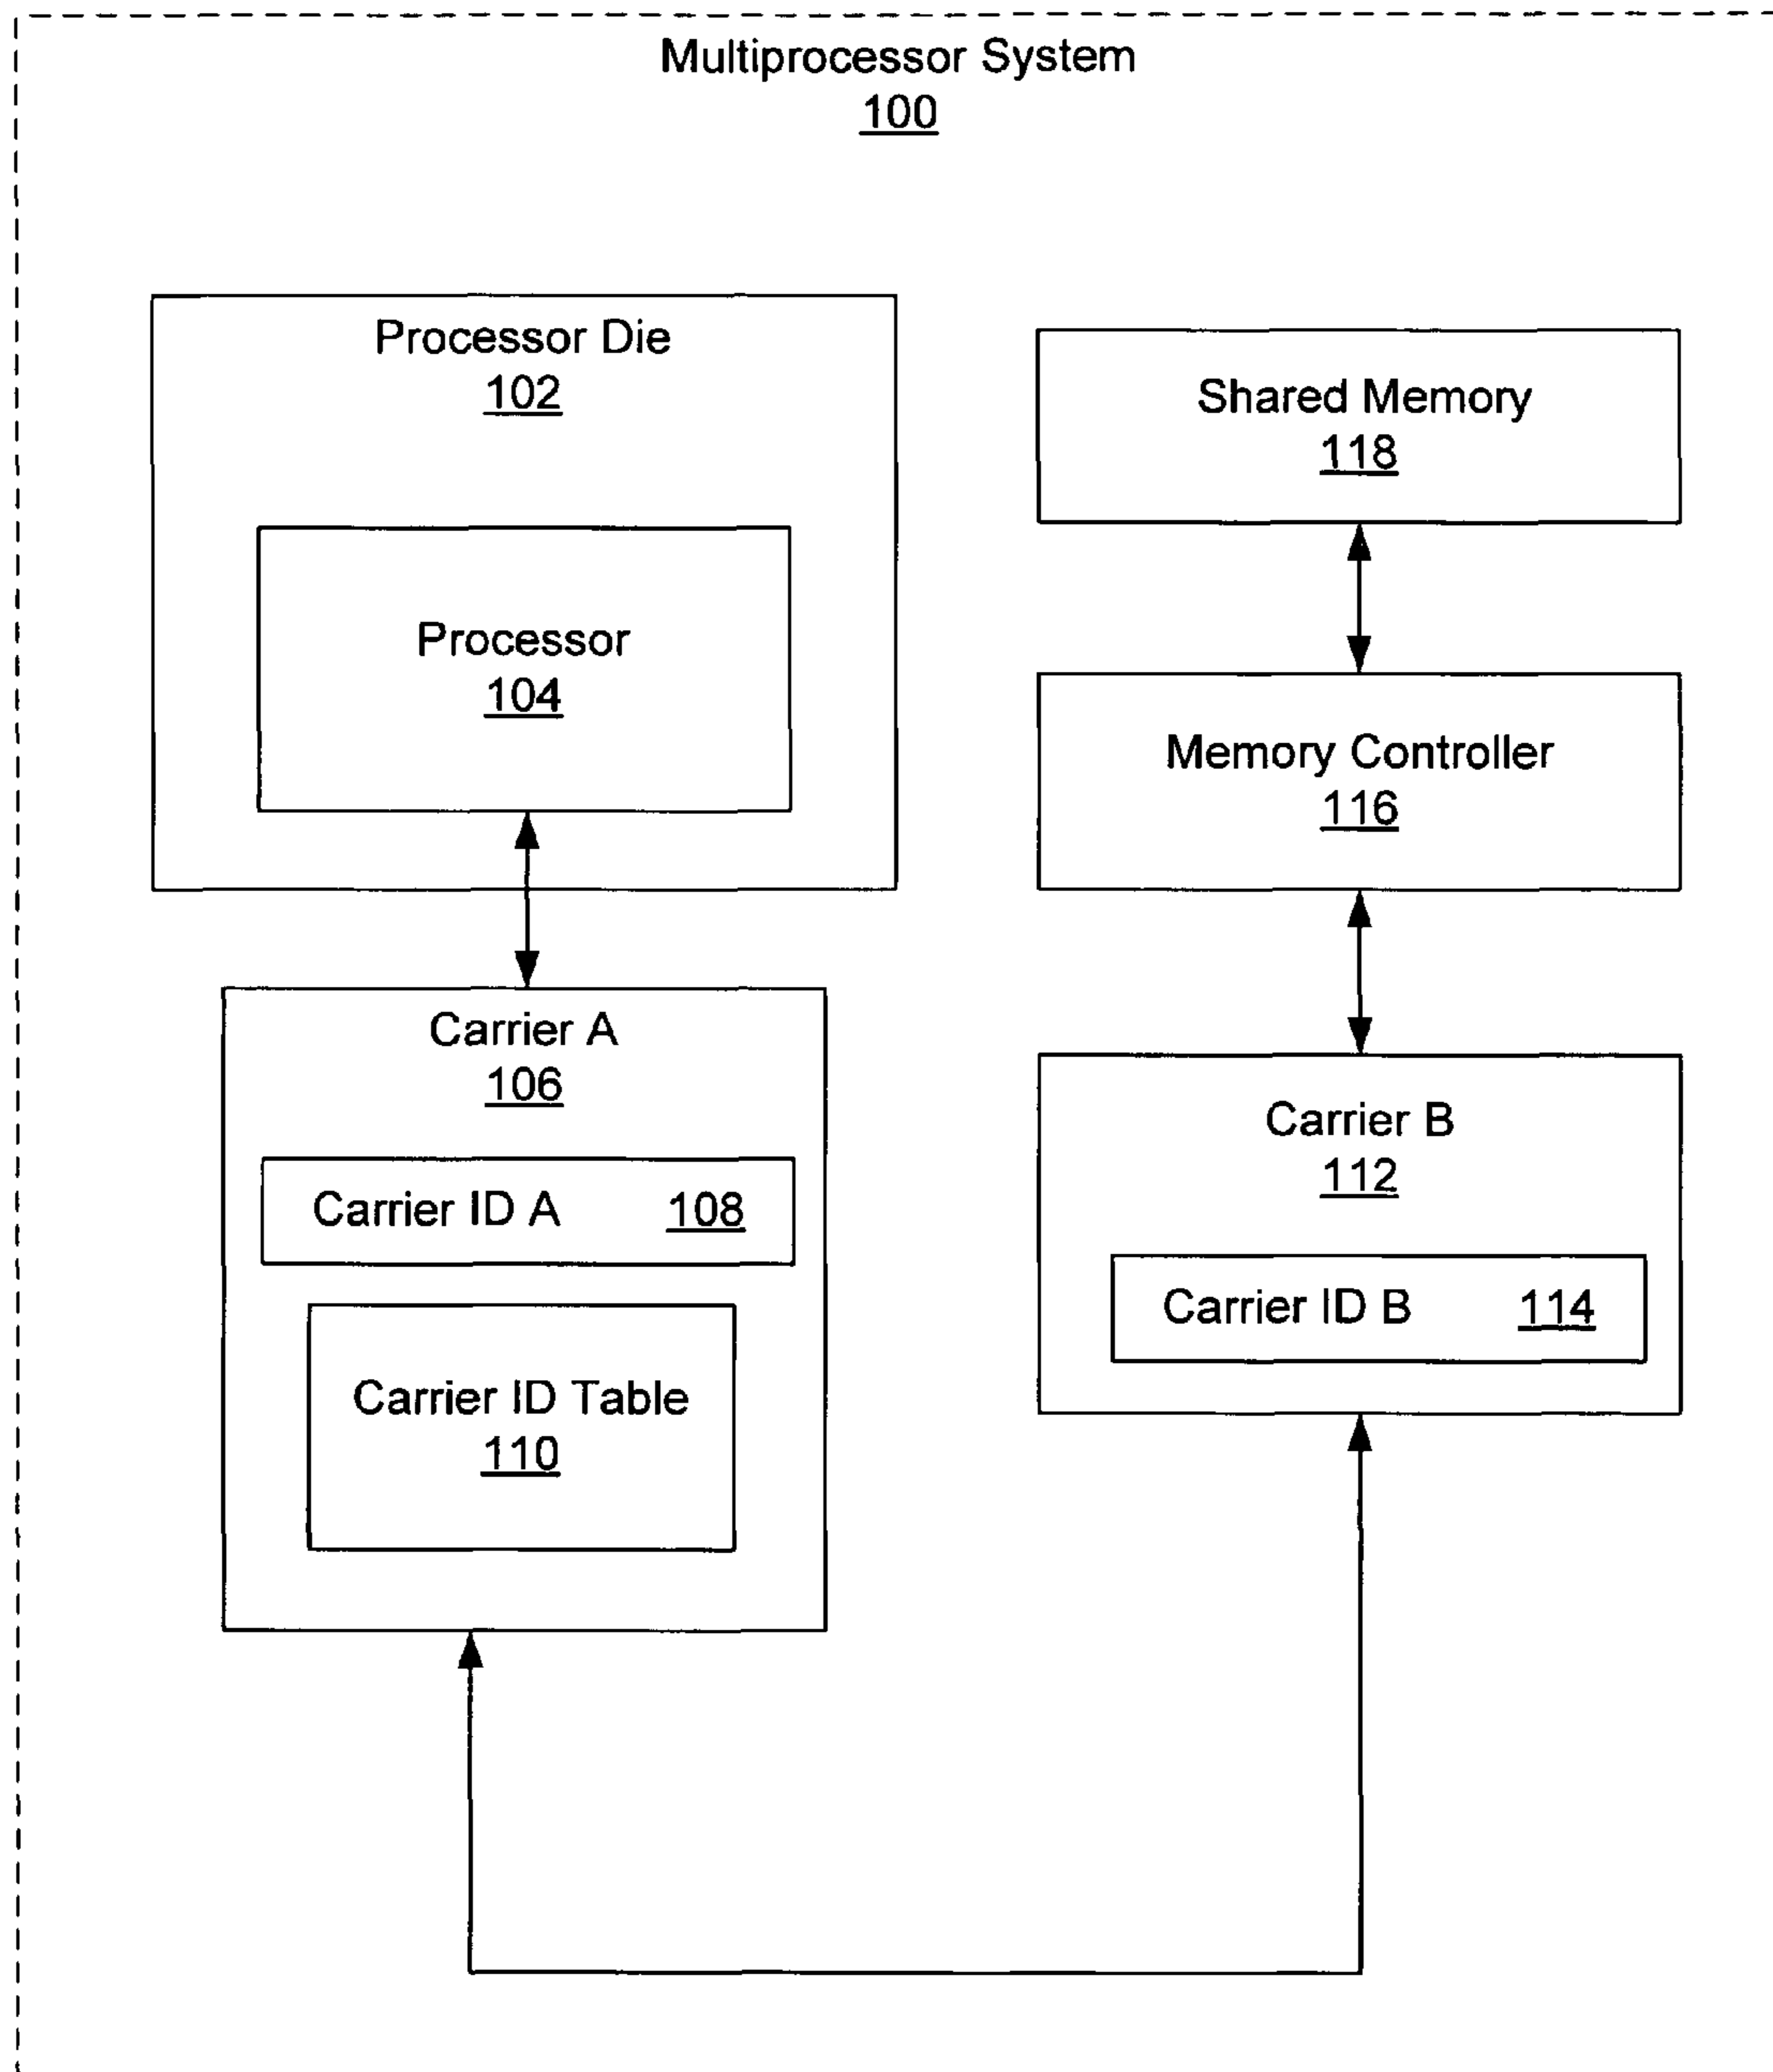 Multiprocessor System
100
Processor Die
102
Processor
104
Carrier A
106
Carrier ID A 108
Carrier ID Table
110
Shared Memory
118
Memory Controller
116
Carrier B
112
Carrier ID B 114